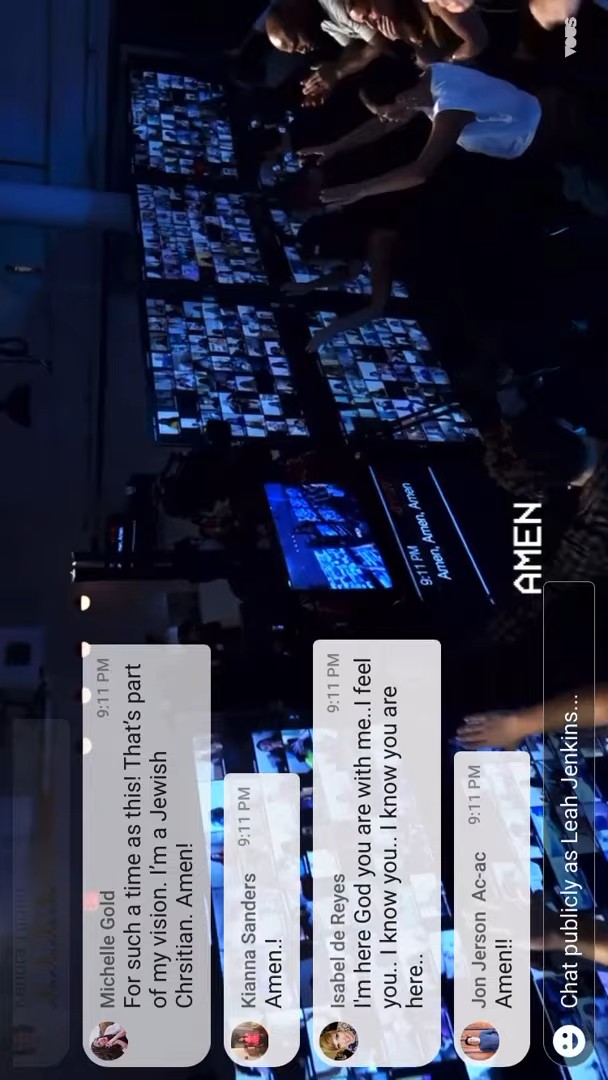 VOUS
9:11 PM
Amen, Amen, Amen
AMEN
Michelle Gold 9:11 PM
For such a time as this! That's part
of my vision. I'm a Jewish
Chrsitian. Amen!
Kianna Sanders 9:11 PM
Amen.!
Isabel de Reyes 9:11 PM
I'm here God you are with me..I feel
you.. I know you.. I know you are
here..
Jon Jerson Ac-ac 9:11 PM
Amen!!
Chat publicly as Leah Jenkins...